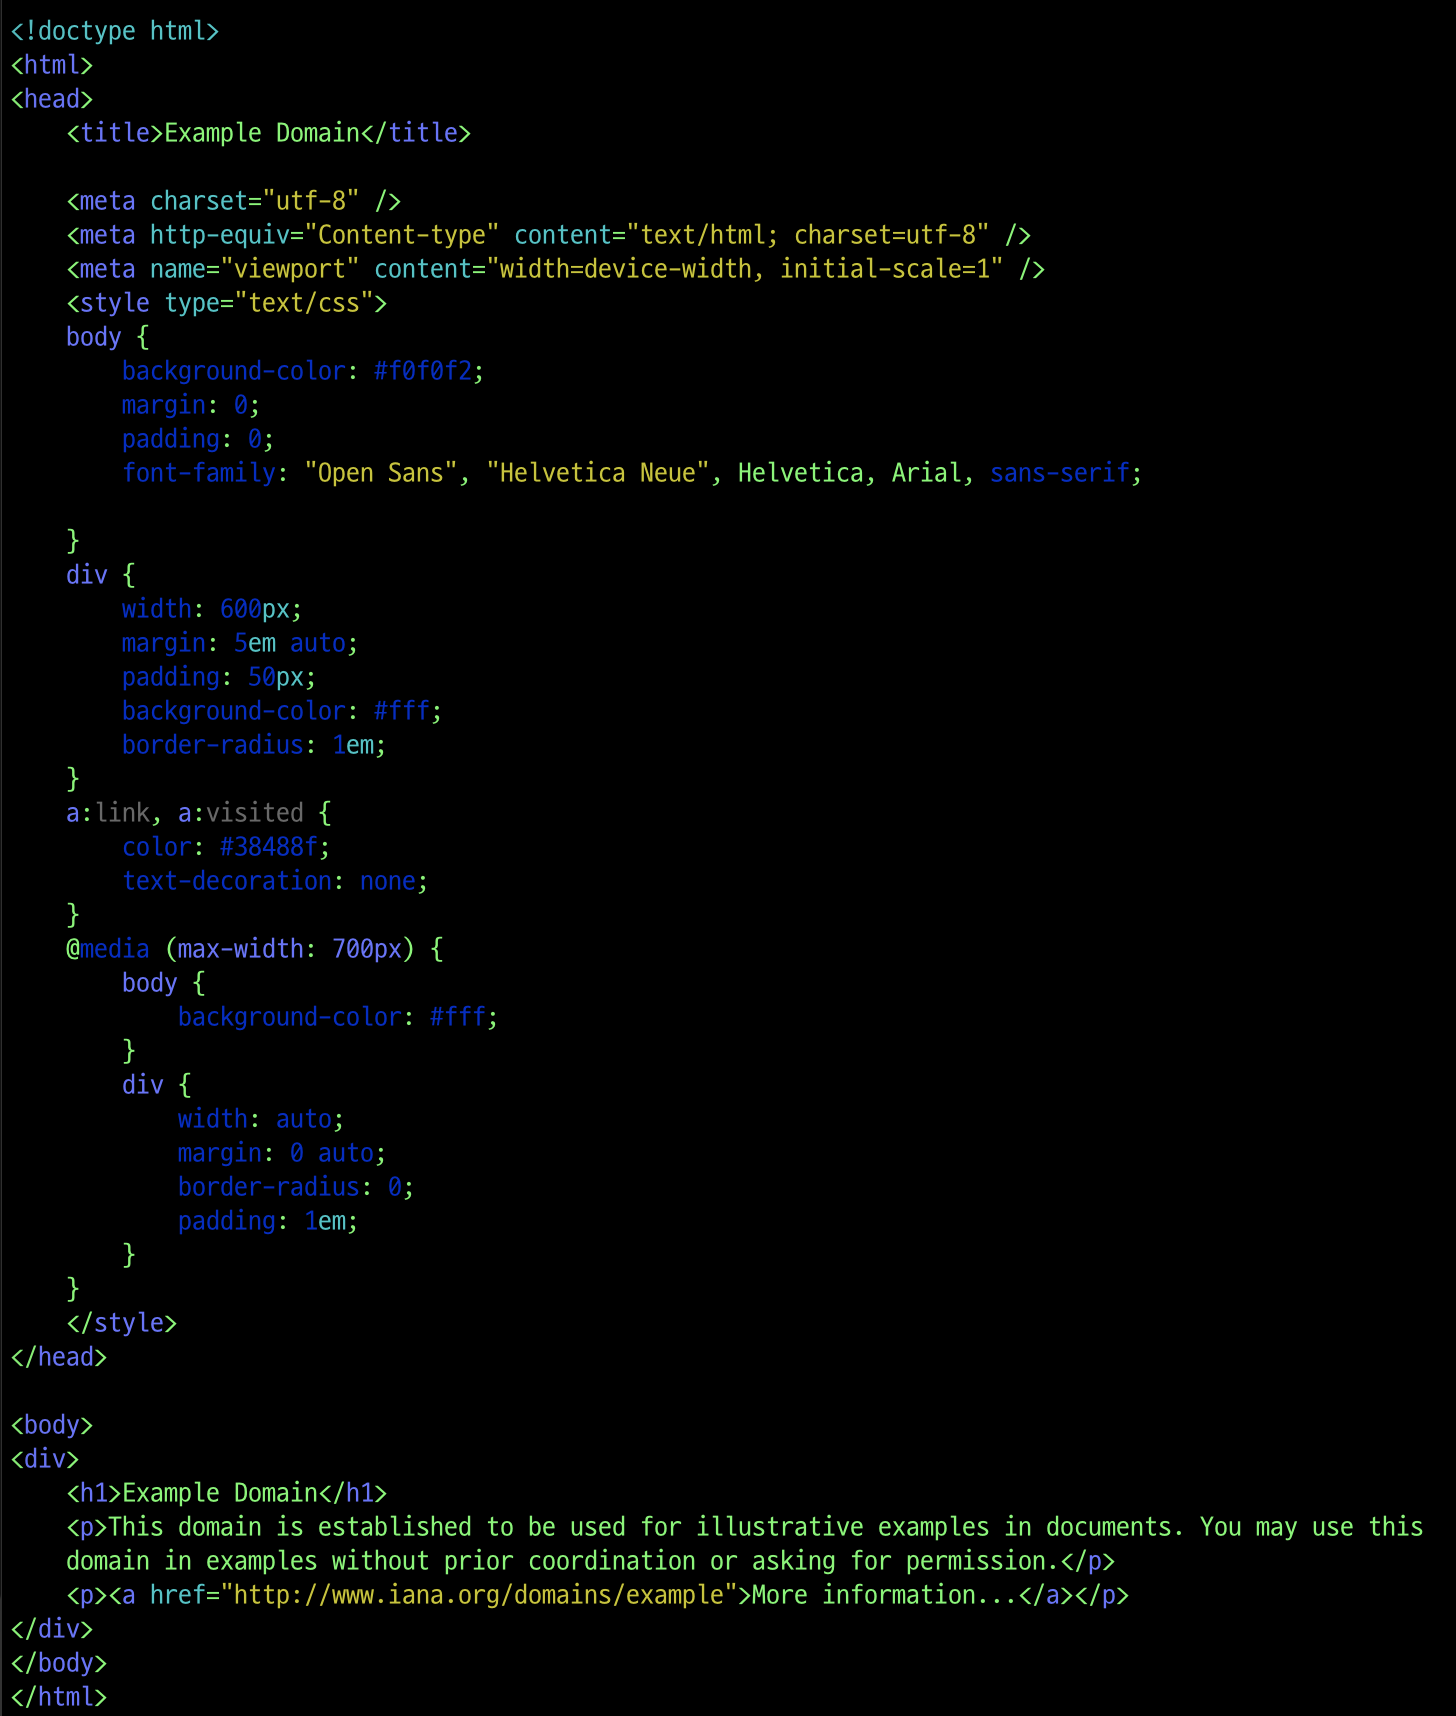 <!doctype html>
<html>
<head>
    <title>Example Domain</title>

    <meta charset="utf-8" />
    <meta http-equiv="Content-type" content="text/html; charset=utf-8" />
    <meta name="viewport" content="width=device-width, initial-scale=1" />
    <style type="text/css">
    body {
        background-color: #f0f0f2;
        margin: 0;
        padding: 0;
        font-family: "Open Sans", "Helvetica Neue", Helvetica, Arial, sans-serif;

    }
    div {
        width: 600px;
        margin: 5em auto;
        padding: 50px;
        background-color: #fff;
        border-radius: 1em;
    }
    a:link, a:visited {
        color: #38488f;
        text-decoration: none;
    }
    @media (max-width: 700px) {
        body {
            background-color: #fff;
        }
        div {
            width: auto;
            margin: 0 auto;
            border-radius: 0;
            padding: 1em;
        }
    }
    </style>
</head>

<body>
<div>
    <h1>Example Domain</h1>
    <p>This domain is established to be used for illustrative examples in documents. You may use this
    domain in examples without prior coordination or asking for permission.</p>
    <p><a href="http://www.iana.org/domains/example">More information...</a></p>
</div>
</body>
</html>